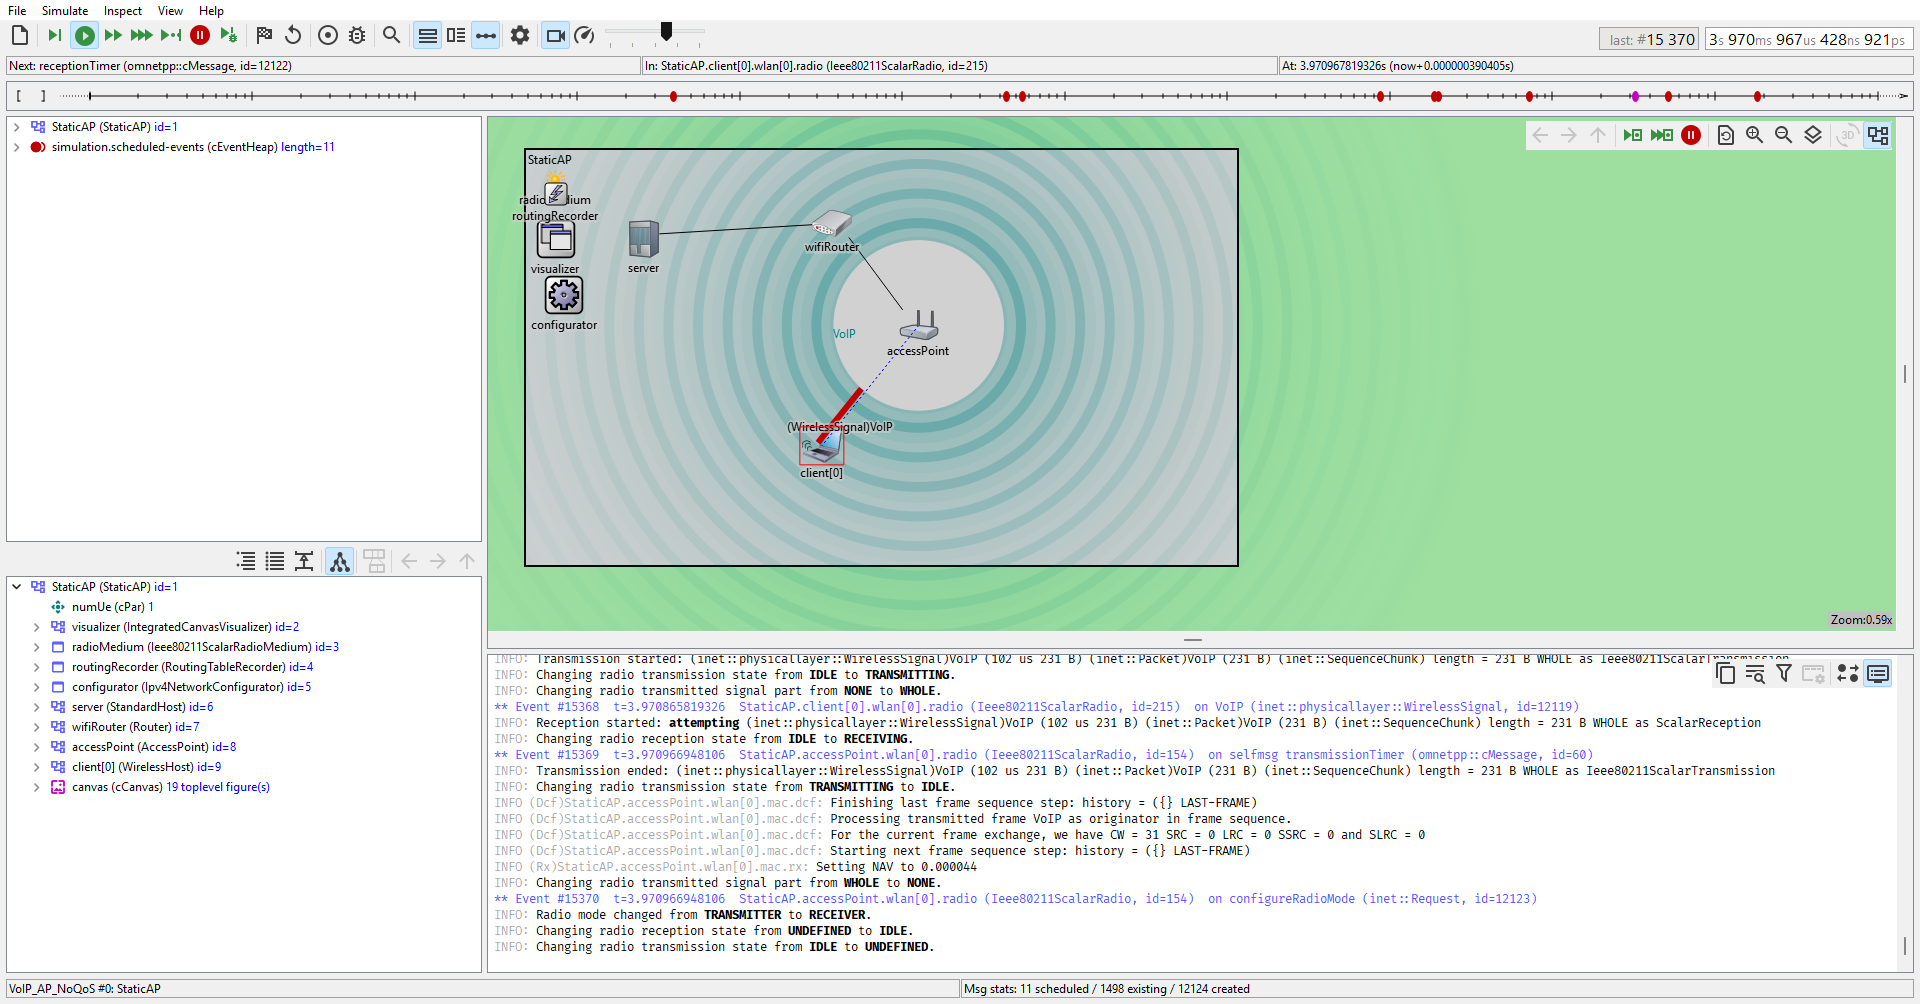 File Simulate Inspect View Help
last: #15 370
3s 970ms 967us 428ns 921ps
Next: receptionTimer (omnetpp::cMessage, id=12122)
In: StaticAP.client[0].wlan[0].radio (Ieee80211ScalarRadio, id=215)
At: 3.970967819326s (now+0.000000390405s)
[ ]
StaticAP (StaticAP) id=1
simulation.scheduled-events (cEventHeap) length=11
StaticAP
routingRecorder
visualizer
configurator
server
wifiRouter
VoIP
accessPoint
(WirelessSignal)VoIP
client[0]
3D
Zoom:0.59x
StaticAP (StaticAP) id=1
numUe (cPar) 1
visualizer (IntegratedCanvasVisualizer) id=2
radioMedium (Ieee80211ScalarRadioMedium) id=3
routingRecorder (RoutingTableRecorder) id=4
configurator (Ipv4NetworkConfigurator) id=5
server (StandardHost) id=6
wifiRouter (Router) id=7
accessPoint (AccessPoint) id=8
client[0] (WirelessHost) id=9
canvas (cCanvas) 19 toplevel figure(s)
INFO: Transmission started: (inet::physicallayer::WirelessSignal)VoIP (102 us 231 B) (inet::Packet)VoIP (231 B) (inet::SequenceChunk) length = 231 B WHOLE as Ieee80211ScalarTransmission
INFO: Changing radio transmission state from IDLE to TRANSMITTING.
INFO: Changing radio transmitted signal part from NONE to WHOLE.
** Event #15368 t=3.970865819326 StaticAP.client[0].wlan[0].radio (Ieee80211ScalarRadio, id=215) on VoIP (inet::physicallayer::WirelessSignal, id=12119)
INFO: Reception started: attempting (inet::physicallayer::WirelessSignal)VoIP (102 us 231 B) (inet::Packet)VoIP (231 B) (inet::SequenceChunk) length = 231 B WHOLE as ScalarReception
INFO: Changing radio reception state from IDLE to RECEIVING.
** Event #15369 t=3.970966948106 StaticAP.accessPoint.wlan[0].radio (Ieee80211ScalarRadio, id=154) on selfmsg transmissionTimer (omnetpp::cMessage, id=60)
INFO: Transmission ended: (inet::physicallayer::WirelessSignal)VoIP (102 us 231 B) (inet::Packet)VoIP (231 B) (inet::SequenceChunk) length = 231 B WHOLE as Ieee80211ScalarTransmission
INFO: Changing radio transmission state from TRANSMITTING to IDLE.
INFO (Dcf)StaticAP.accessPoint.wlan[0].mac.dcf: Finishing last frame sequence step: history = ({} LAST-FRAME)
INFO (Dcf)StaticAP.accessPoint.wlan[0].mac.dcf: Processing transmitted frame VoIP as originator in frame sequence.
INFO (Dcf)StaticAP.accessPoint.wlan[0].mac.dcf: For the current frame exchange, we have CW = 31 SRC = 0 LRC = 0 SSRC = 0 and SLRC = 0
INFO (Dcf)StaticAP.accessPoint.wlan[0].mac.dcf: Starting next frame sequence step: history = ({} LAST-FRAME)
INFO (Rx)StaticAP.accessPoint.wlan[0].mac.rx: Setting NAV to 0.000044
INFO: Changing radio transmitted signal part from WHOLE to NONE.
** Event #15370 t=3.970966948106 StaticAP.accessPoint.wlan[0].radio (Ieee80211ScalarRadio, id=154) on configureRadioMode (inet::Request, id=12123)
INFO: Radio mode changed from TRANSMITTER to RECEIVER.
INFO: Changing radio reception state from UNDEFINED to IDLE.
INFO: Changing radio transmission state from IDLE to UNDEFINED.
VoIP_AP_NoQoS #0: StaticAP
Msg stats: 11 scheduled / 1498 existing / 12124 created